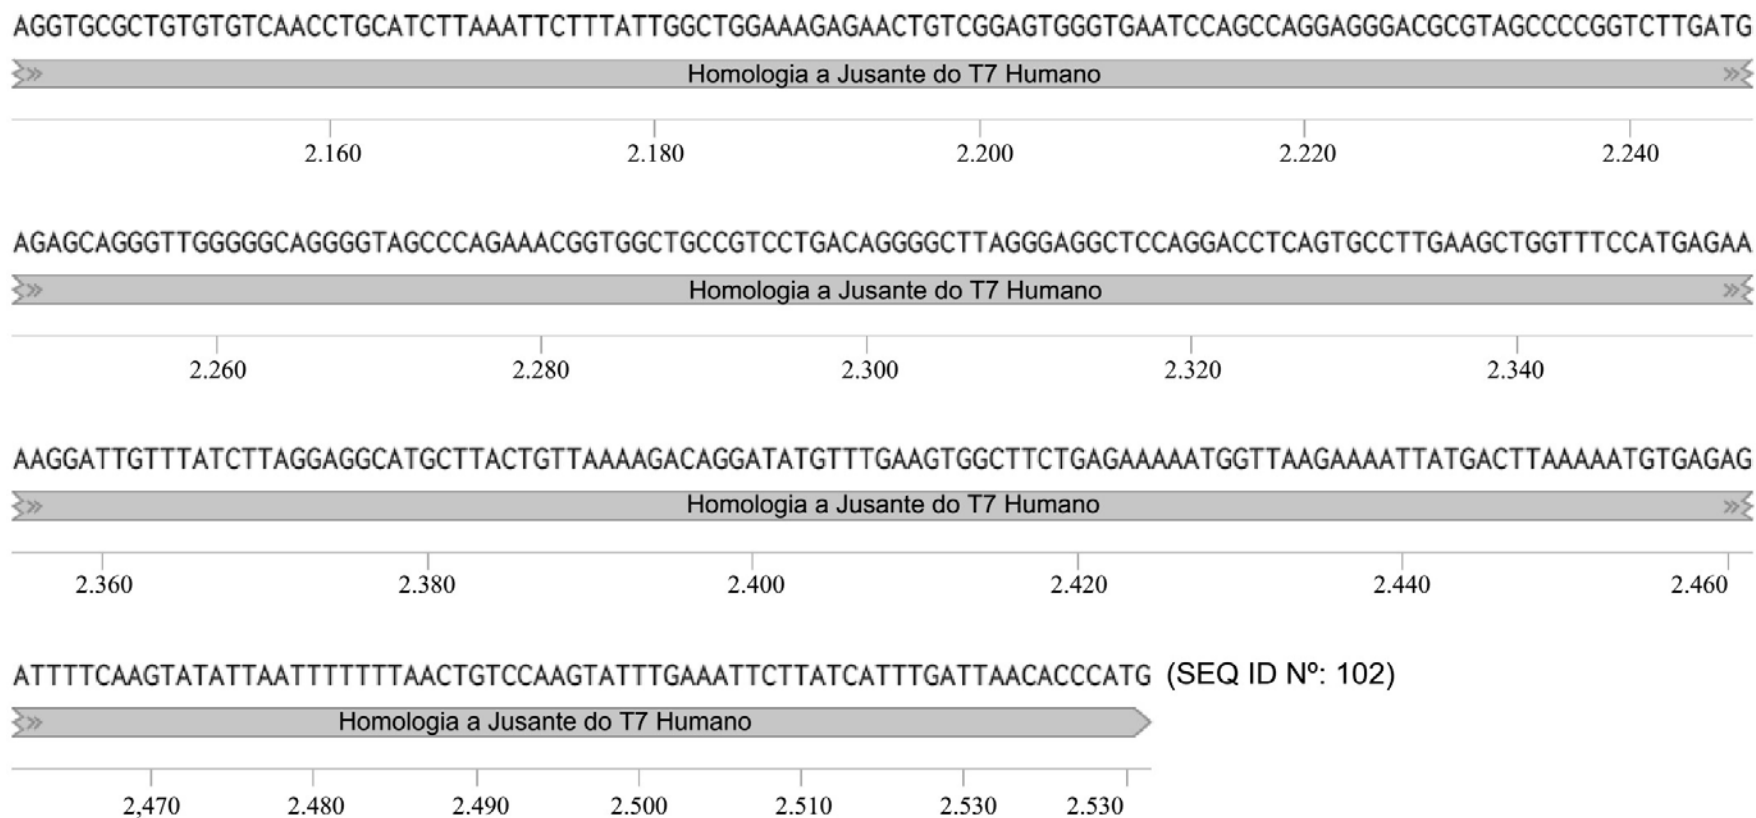 AGGTGCGCTGTGTGTCAACCTGCATCTTAAATTCTTTATTGGCTGGAAAGAGAACTGTCGGAGTGGGTGAATCCAGCCAGGAGGGACGCGTAGCCCCGGTCTTGATG
Homologia a Jusante do T7 Humano
2.160 2.180 2.200 2.220 2.240
AGAGCAGGGTTGGGGGCAGGGGTAGCCCAGAAACGGTGGCTGCCGTCCTGACAGGGGCTTAGGGAGGCTCCAGGACCTCAGTGCCTTGAAGCTGGTTTCCATGAGAA
Homologia a Jusante do T7 Humano
2.260 2.280 2.300 2.320 2.340
AAGGATTGTTTATCTTAGGAGGCATGCTTACTGTTAAAAGACAGGATATGTTTGAAGTGGCTTCTGAGAAAAATGGTTAAGAAAATTATGACTTAAAAATGTGAGAG
Homologia a Jusante do T7 Humano
2.360 2.380 2.400 2.420 2.440 2.460
ATTTTCAAGTATATTAATTTTTTTAACTGTCCAAGTATTTGAAATTCTTATCATTTGATTAACACCCATG (SEQ ID Nº: 102)
Homologia a Jusante do T7 Humano
2,470 2.480 2.490 2.500 2.510 2.530 2.530